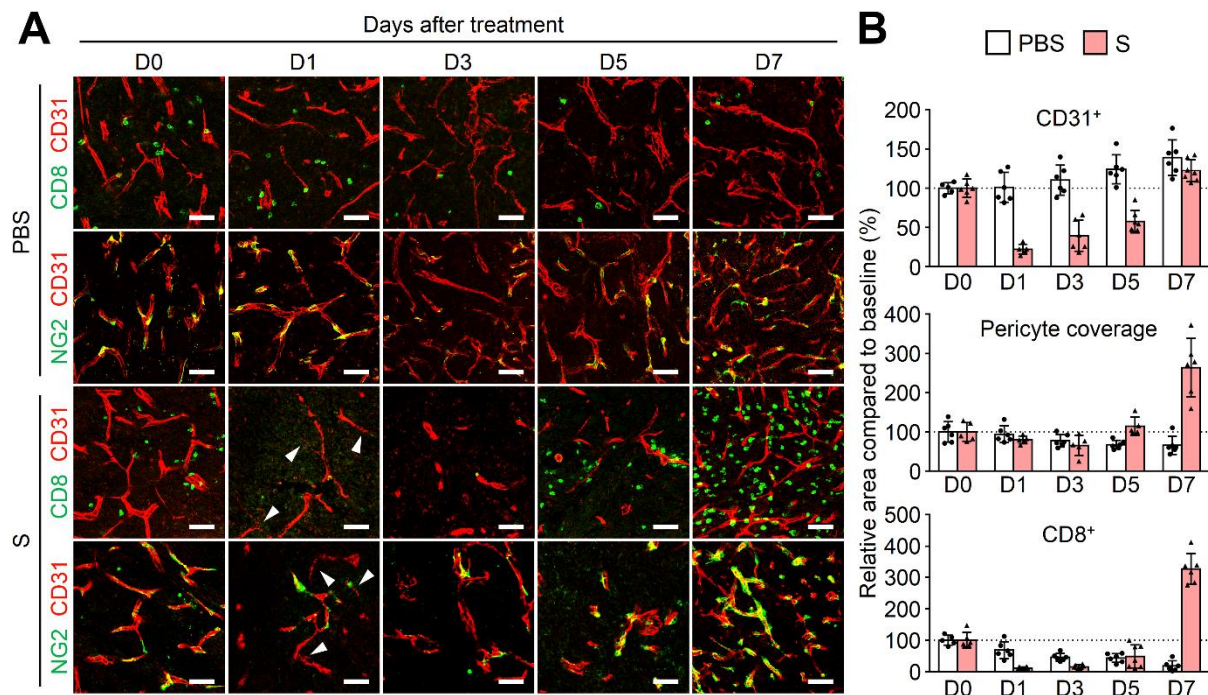 A
Days after treatment
D0 D1 D3 D5 D7
PBS
CD8 CD31
NG2 CD31
S
CD8 CD31
NG2 CD31
B
PBS S
Relative area compared to baseline (%)
CD31⁺
200
150
100
50
0
D0 D1 D3 D5 D7
Pericyte coverage
400
300
200
100
0
D0 D1 D3 D5 D7
CD8⁺
500
400
300
200
100
0
D0 D1 D3 D5 D7